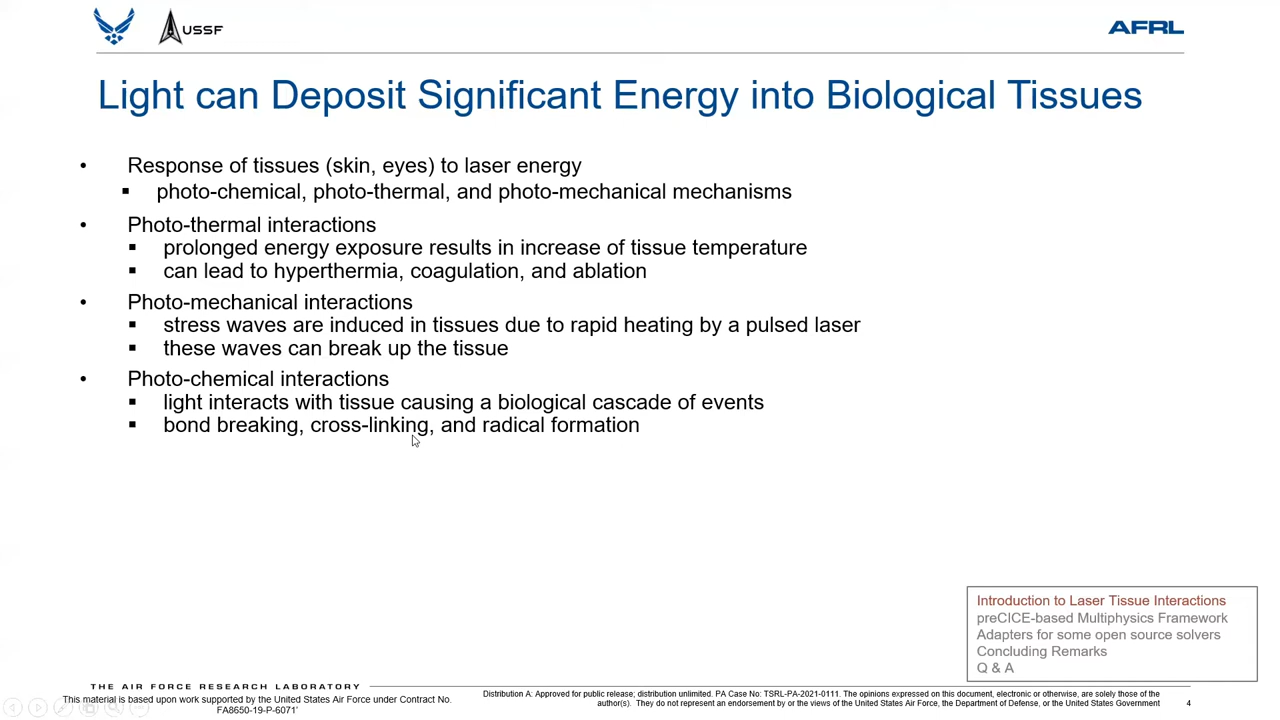 USSF
AFRL
Light can Deposit Significant Energy into Biological Tissues
• Response of tissues (skin, eyes) to laser energy
▪ photo-chemical, photo-thermal, and photo-mechanical mechanisms
• Photo-thermal interactions
▪ prolonged energy exposure results in increase of tissue temperature
▪ can lead to hyperthermia, coagulation, and ablation
• Photo-mechanical interactions
▪ stress waves are induced in tissues due to rapid heating by a pulsed laser
▪ these waves can break up the tissue
• Photo-chemical interactions
▪ light interacts with tissue causing a biological cascade of events
▪ bond breaking, cross-linking, and radical formation
Introduction to Laser Tissue Interactions
preCICE-based Multiphysics Framework
Adapters for some open source solvers
Concluding Remarks
Q & A
THE AIR FORCE RESEARCH LABORATORY
This material is based upon work supported by the United States Air Force under Contract No.
FA8650-19-P-6071'
Distribution A: Approved for public release; distribution unlimited. PA Case No: TSRL-PA-2021-0111. The opinions expressed on this document, electronic or otherwise, are solely those of the
author(s). They do not represent an endorsement by or the views of the United States Air Force, the Department of Defense, or the United States Government
4